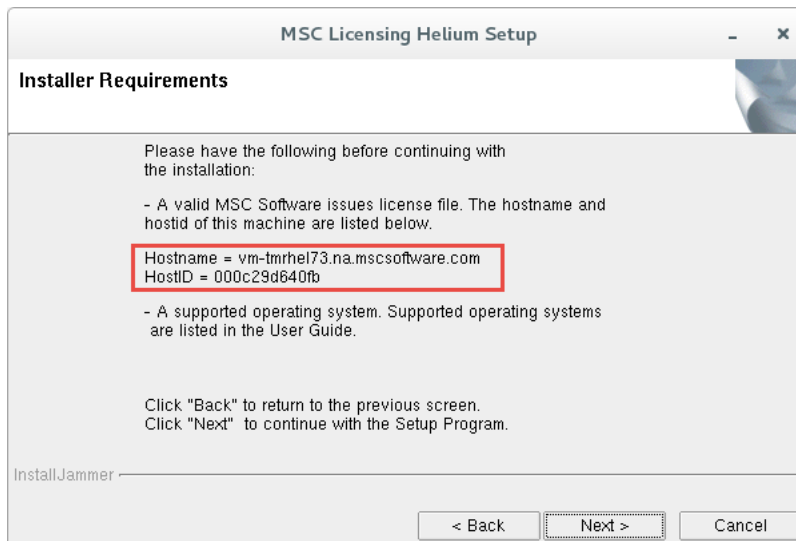 MSC Licensing Helium Setup
Installer Requirements
Please have the following before continuing with
the installation:
- A valid MSC Software issues license file. The hostname and
hostid of this machine are listed below.
Hostname = vm-tmrhel73.na.mscsoftware.com
HostID = 000c29d640fb
- A supported operating system. Supported operating systems
are listed in the User Guide.
Click "Back" to return to the previous screen.
Click "Next" to continue with the Setup Program.
InstallJammer
< Back Next > Cancel